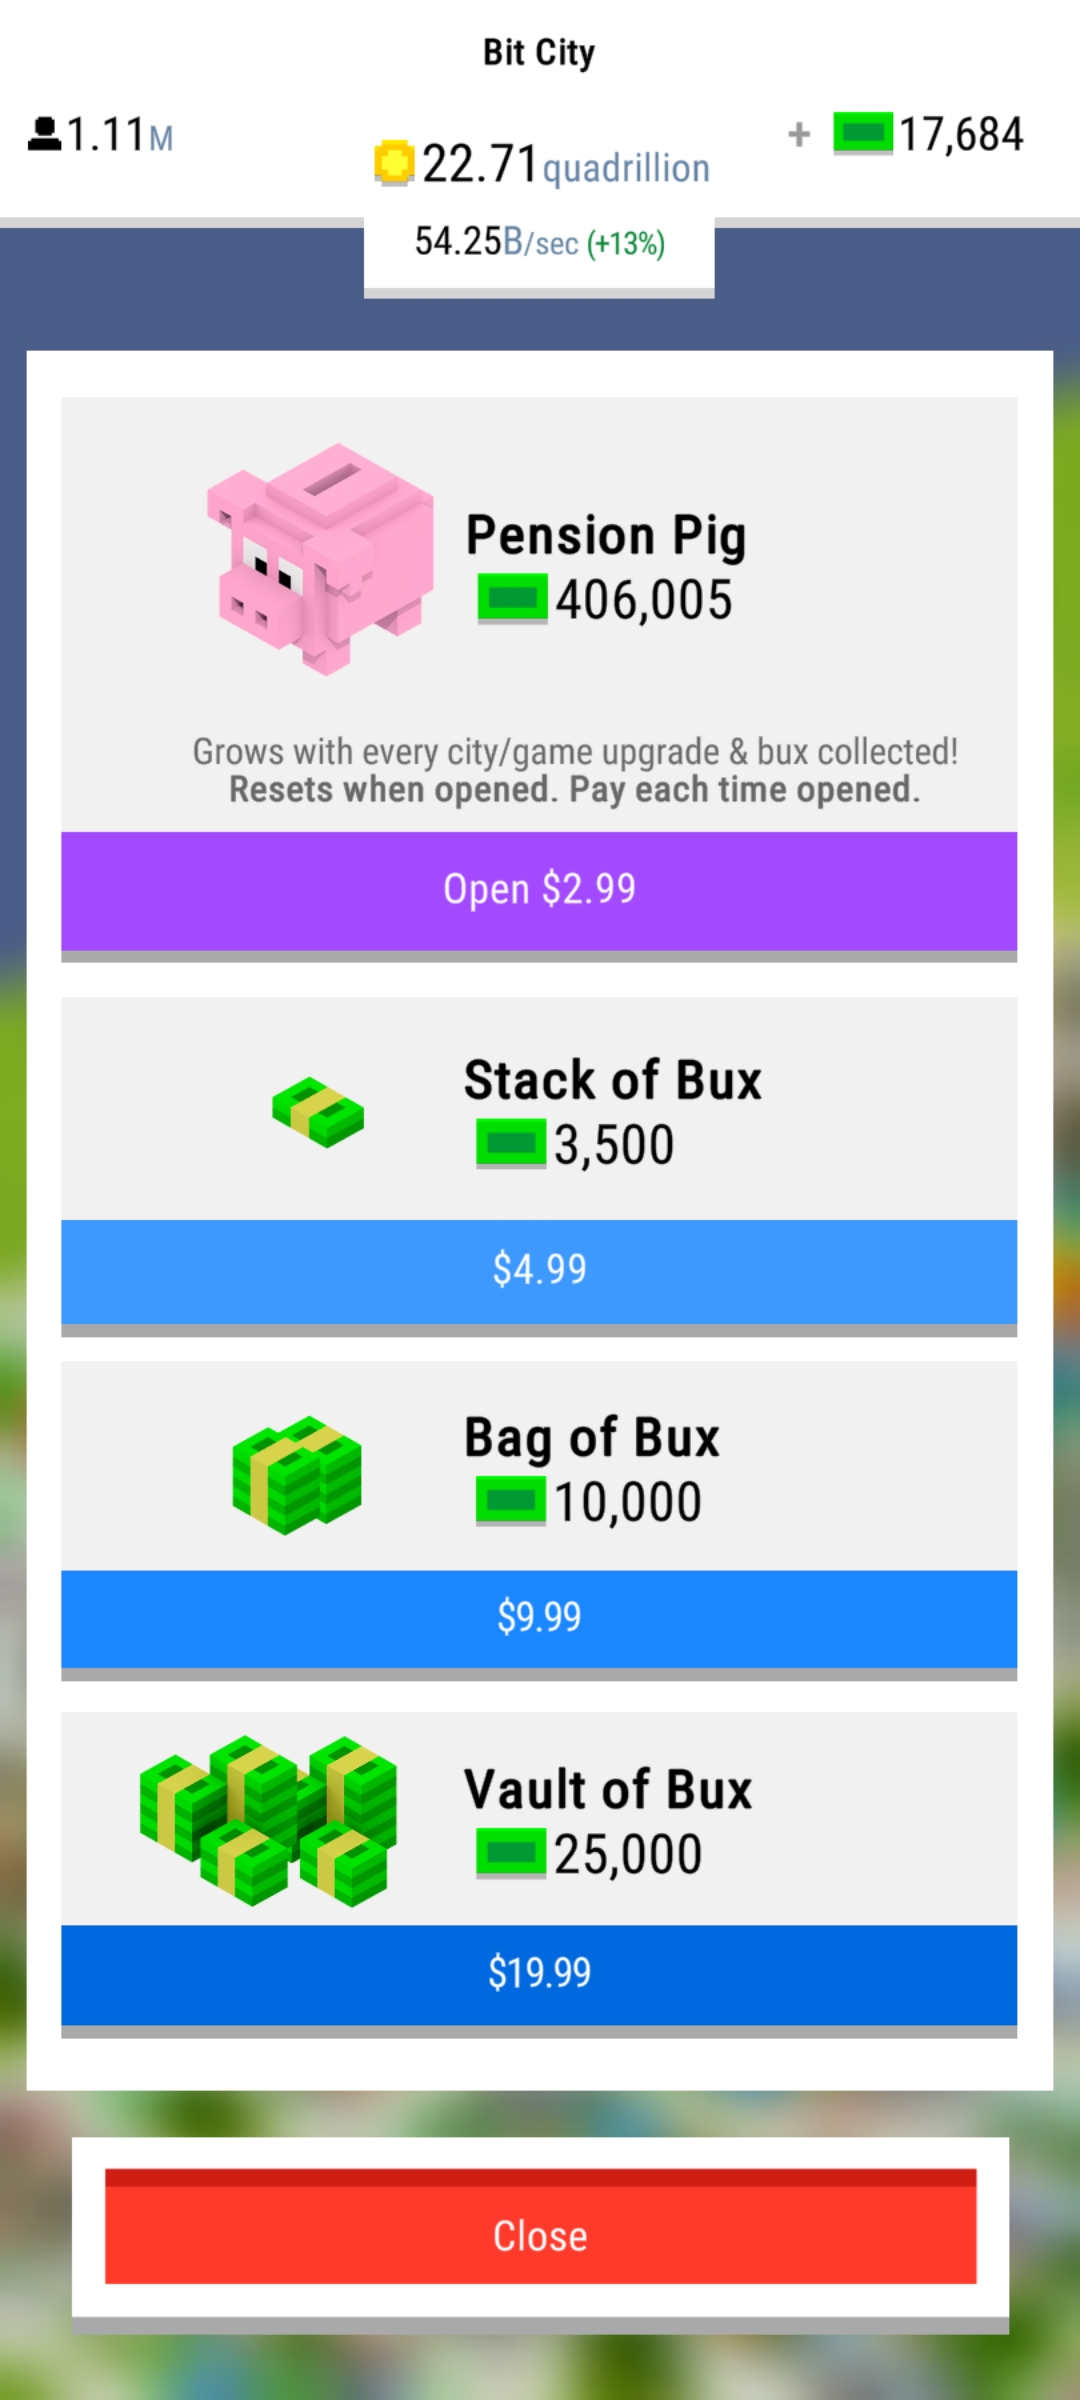 Bit City
1.11M
22.71quadrillion
+ 17,684
54.25B/sec (+13%)
Pension Pig
406,005
Grows with every city/game upgrade & bux collected!
Resets when opened. Pay each time opened.
Open $2.99
Stack of Bux
3,500
$4.99
Bag of Bux
10,000
$9.99
Vault of Bux
25,000
$19.99
Close